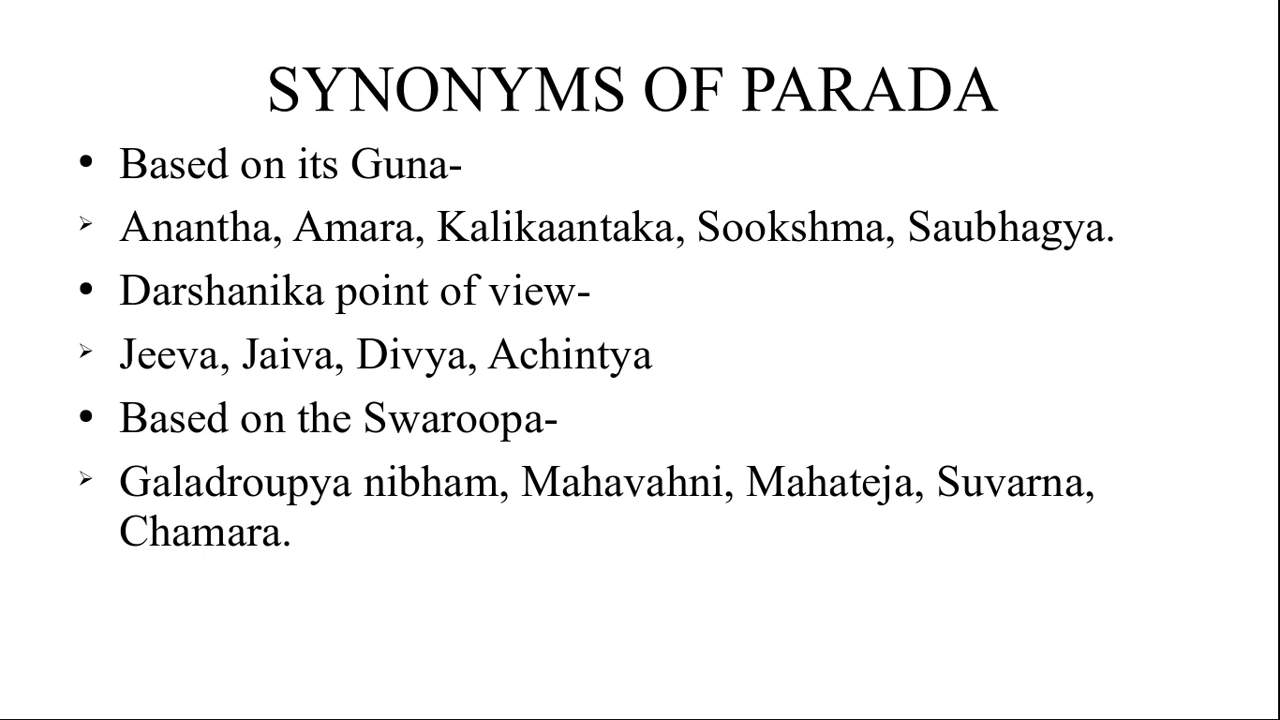 SYNONYMS OF PARADA
• Based on its Guna-
➢ Anantha, Amara, Kalikaantaka, Sookshma, Saubhagya.
• Darshanika point of view-
➢ Jeeva, Jaiva, Divya, Achintya
• Based on the Swaroopa-
➢ Galadroupya nibham, Mahavahni, Mahateja, Suvarna,
Chamara.